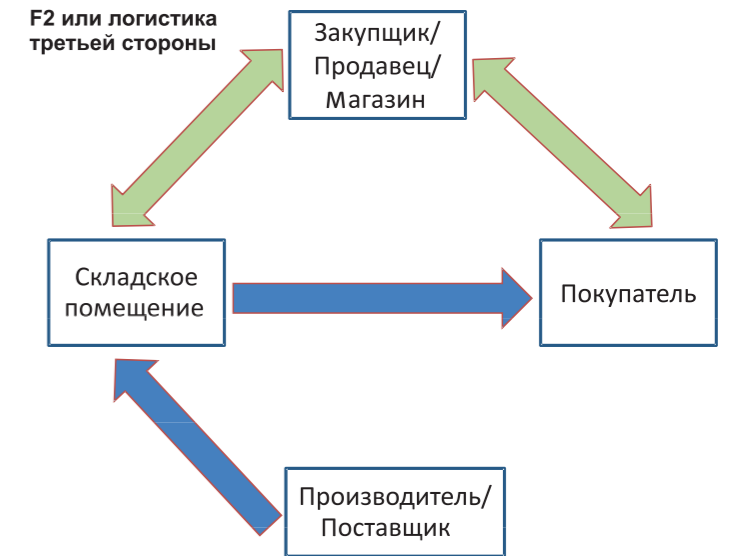 F2 или логистика
третьей стороны
Закупщик/
Продавец/
Магазин
Складское
помещение
Покупатель
Производитель/
Поставщик